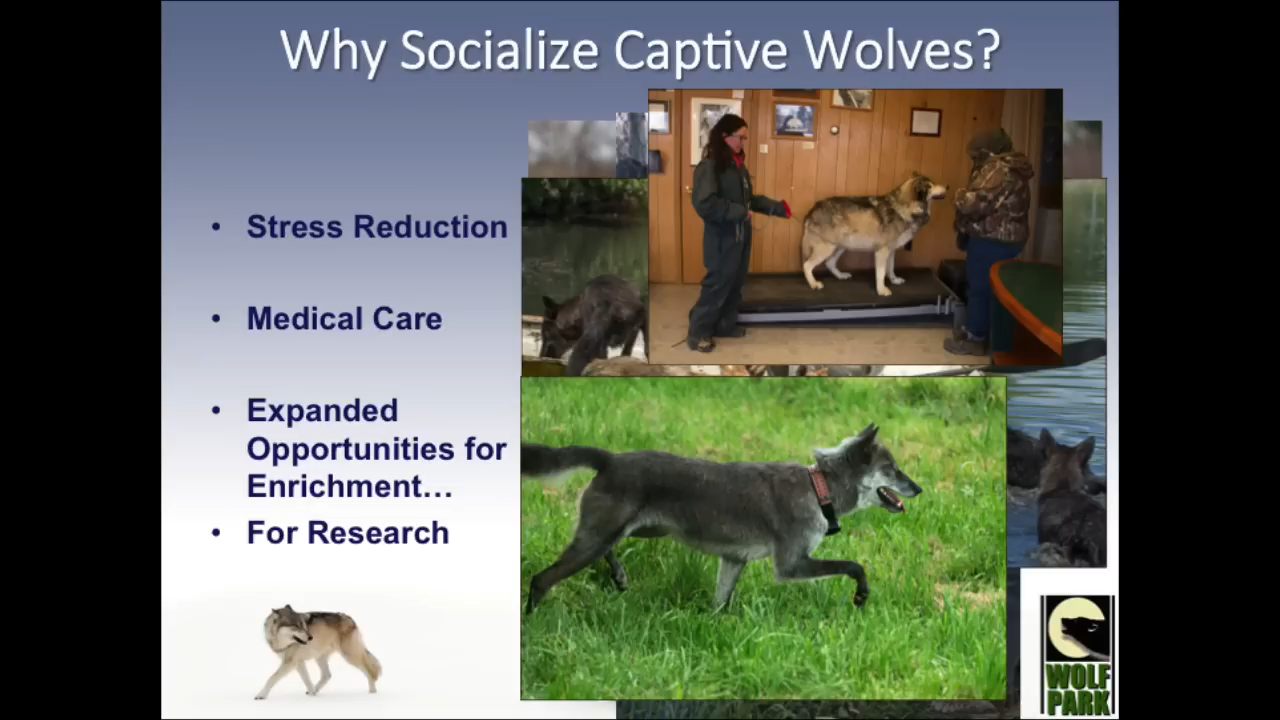 Why Socialize Captive Wolves?
• Stress Reduction
• Medical Care
• Expanded
Opportunities for
Enrichment…
• For Research
WOLF
PARK